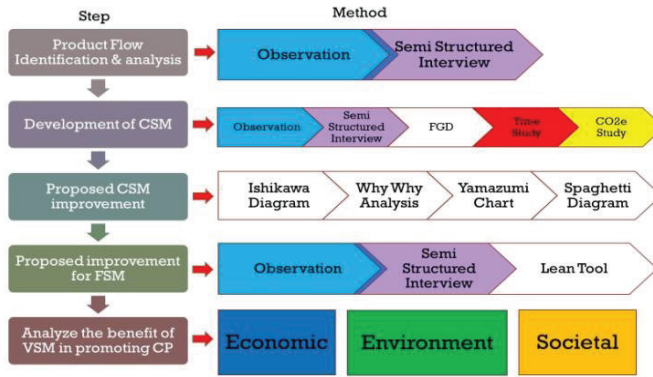 Step
Method
Product Flow
Identification & analysis
Observation
Semi Structured
Interview
Development of CSM
Observation
Semi
Structured
Interview
FGD
Time
Study
CO2e
Study
Proposed CSM
improvement
Ishikawa
Diagram
Why Why
Analysis
Yamazumi
Chart
Spaghetti
Diagram
Proposed improvement
for FSM
Observation
Semi
Structured
Interview
Lean Tool
Analyze the benefit of
VSM in promoting CP
Economic
Environment
Societal